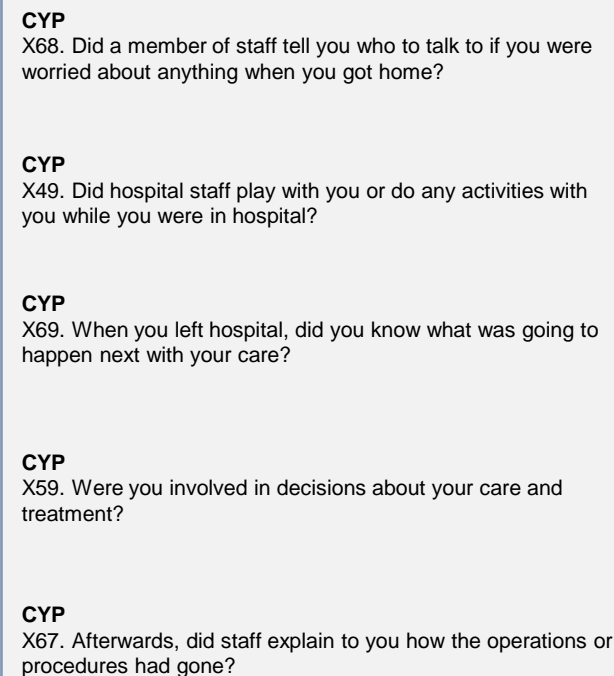 CYP
X68. Did a member of staff tell you who to talk to if you were
worried about anything when you got home?
CYP
X49. Did hospital staff play with you or do any activities with
you while you were in hospital?
CYP
X69. When you left hospital, did you know what was going to
happen next with your care?
CYP
X59. Were you involved in decisions about your care and
treatment?
CYP
X67. Afterwards, did staff explain to you how the operations or
procedures had gone?